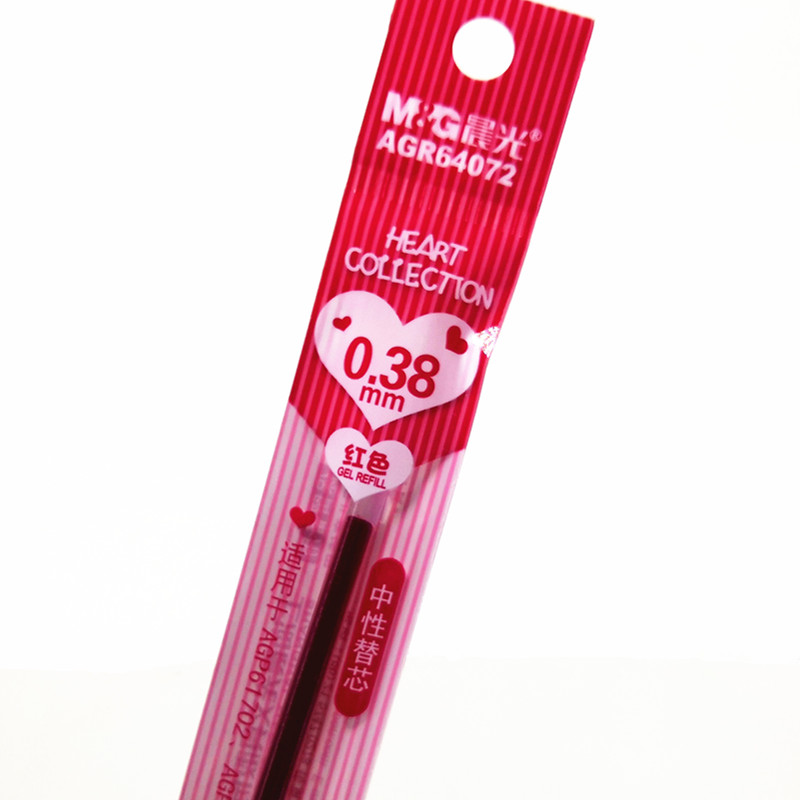 M&G晨光®
AGR64072
HEART
COLLECTION
0.38
mm
红色
GEL REFILL
中性替芯
适用于 AGP61702、AGP